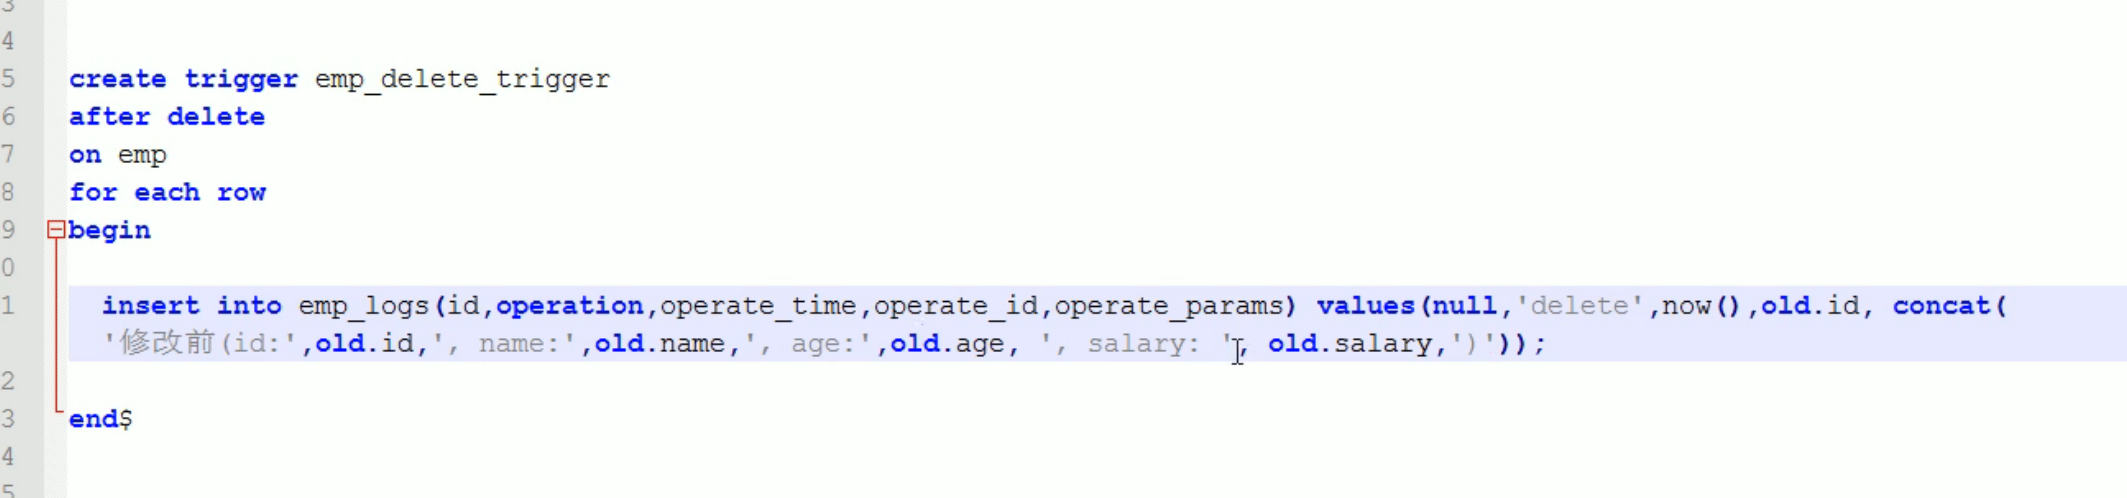 3
4
5 create trigger emp_delete_trigger
6 after delete
7 on emp
8 for each row
9 begin
0
1 insert into emp_logs(id,operation,operate_time,operate_id,operate_params) values(null,'delete',now(),old.id, concat(
'修改前(id:',old.id,', name:',old.name,', age:',old.age, ', salary: ', old.salary,')'));
2
3 end$
4
5